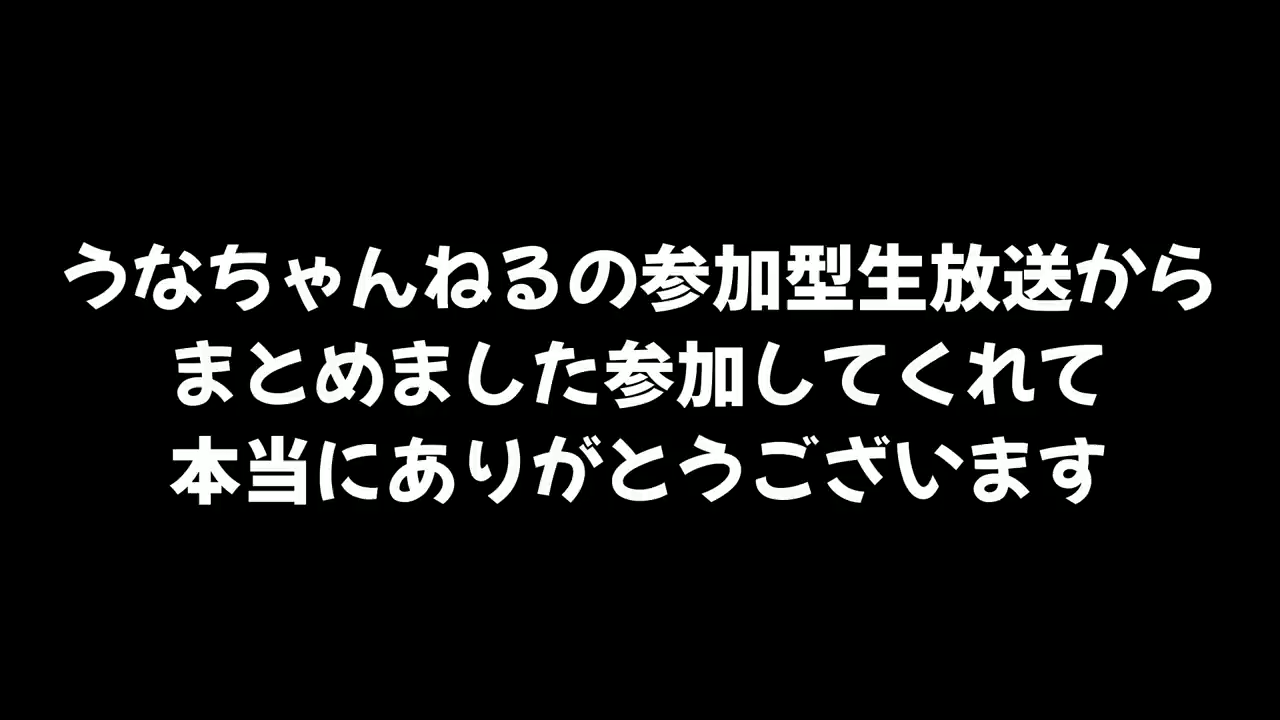 うなちゃんねるの参加型生放送から
まとめました参加してくれて
本当にありがとうございます